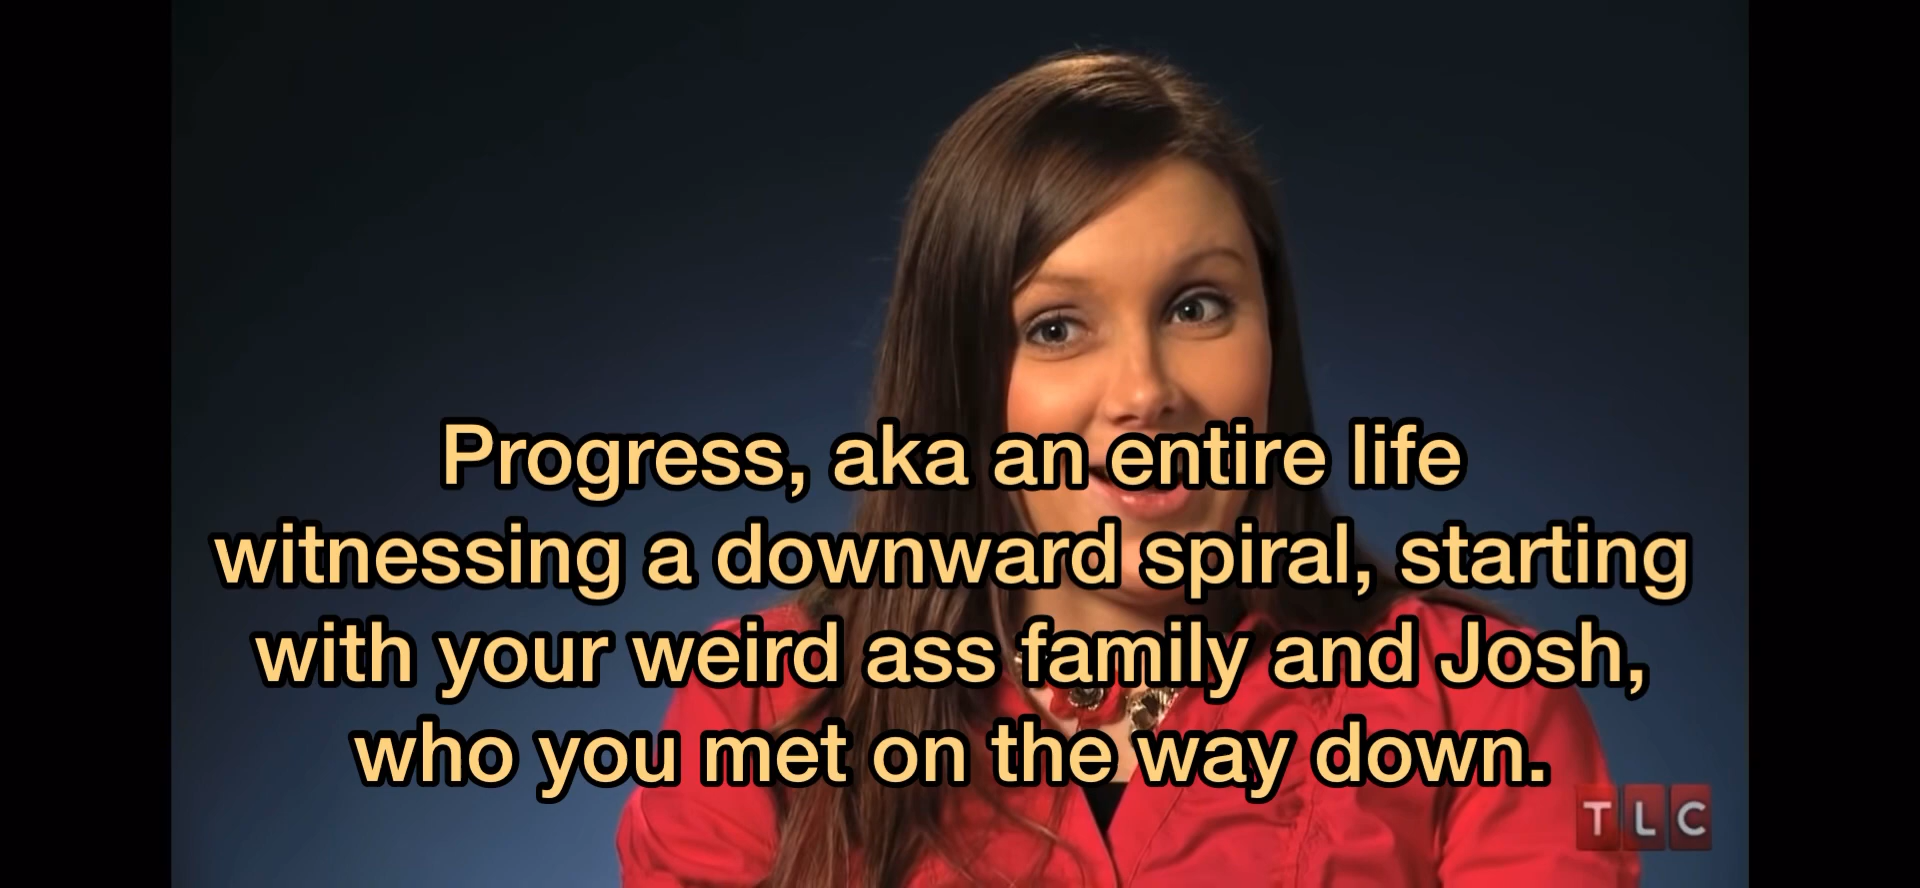 Progress, aka an entire life
witnessing a downward spiral, starting
with your weird ass family and Josh,
who you met on the way down.
TLC